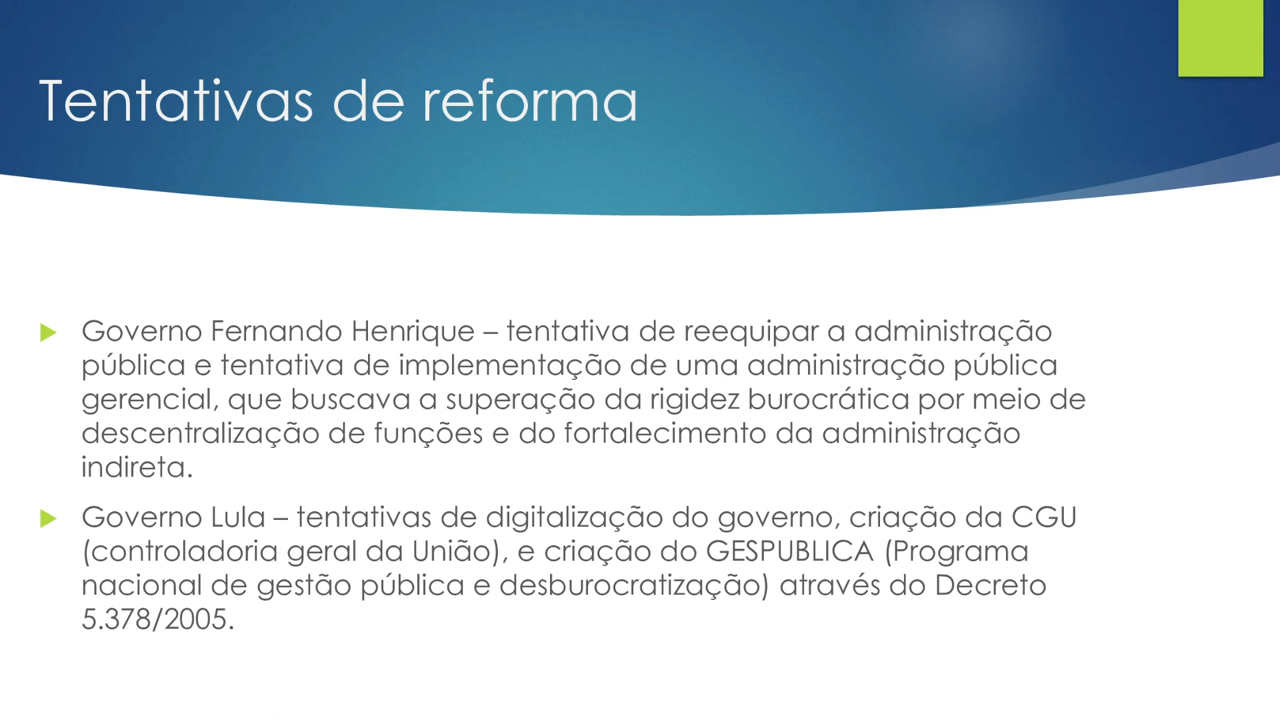 Tentativas de reforma
Governo Fernando Henrique – tentativa de reequipar a administração
pública e tentativa de implementação de uma administração pública
gerencial, que buscava a superação da rigidez burocrática por meio de
descentralização de funções e do fortalecimento da administração
indireta.
Governo Lula – tentativas de digitalização do governo, criação da CGU
(controladoria geral da União), e criação do GESPUBLICA (Programa
nacional de gestão pública e desburocratização) através do Decreto
5.378/2005.